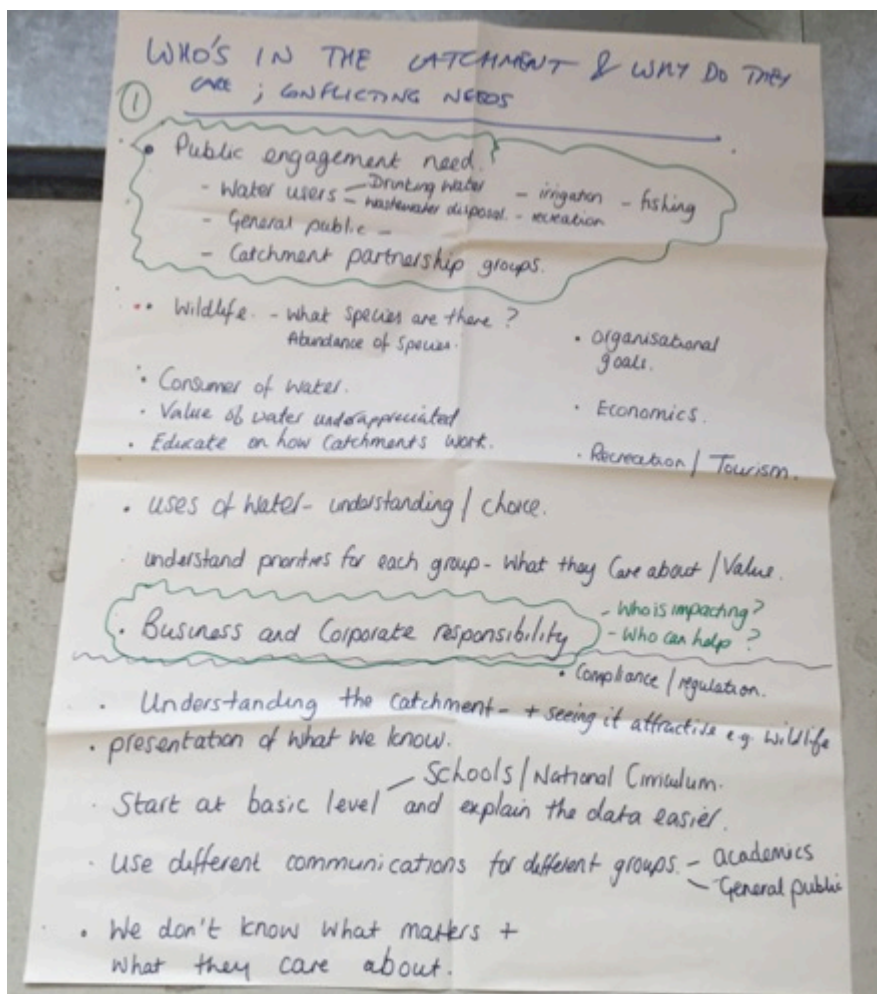 WHO'S IN THE CATCHMENT & WHY DO THEY
CARE ; CONFLICTING NEEDS
1
• Public engagement need.
- Water users - Drinking water - irrigation - fishing
- wastewater disposal. - recreation
- General public -
- Catchment partnership groups.
•• Wildlife. - What species are there ?
Abundance of Species.
• Organisational
goals.
• Consumer of water.
• Economics.
• Value of water underappreciated
• Educate on how catchments work.
• Recreation / Tourism.
• Uses of water - understanding / choice.
understand priorities for each group - What they care about / Value.
• Business and Corporate responsibility
- Who is impacting?
- Who can help ?
• Compliance / regulation.
• Understanding the catchment - + seeing it attractive e.g. wildlife
• presentation of what we know.
Schools / National Curriculum.
• Start at basic level and explain the data easier.
• Use different communications for different groups. - academics
- General public
• We don't know what matters +
what they care about.